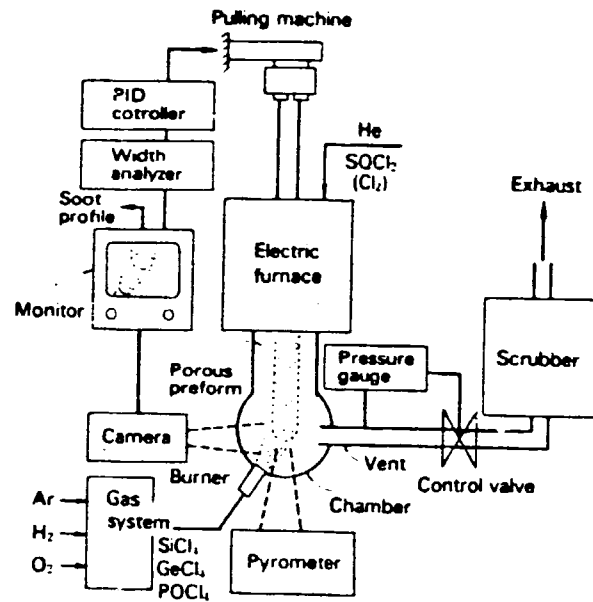 Pulling machine
PID
cotroller
Width
analyzer
Soot
profile
Monitor
He
SOCl₂
(Cl₂)
Exhaust
Electric
furnace
Porous
preform
Pressure
gauge
Scrubber
Camera
Burner
Vent
Control valve
Chamber
Ar
H₂
O₂
Gas
system
SiCl₄
GeCl₄
POCl₄
Pyrometer